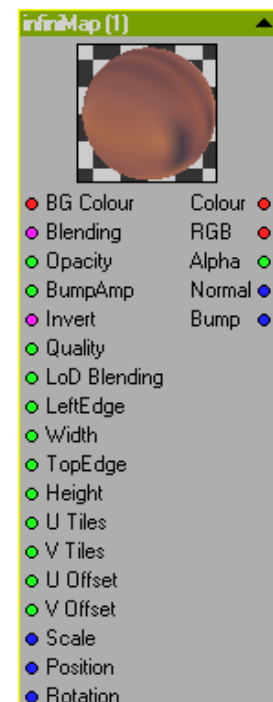 infiniMap (1)
BG Colour Colour
Blending RGB
Opacity Alpha
BumpAmp Normal
Invert Bump
Quality
LoD Blending
LeftEdge
Width
TopEdge
Height
U Tiles
V Tiles
U Offset
V Offset
Scale
Position
Rotation